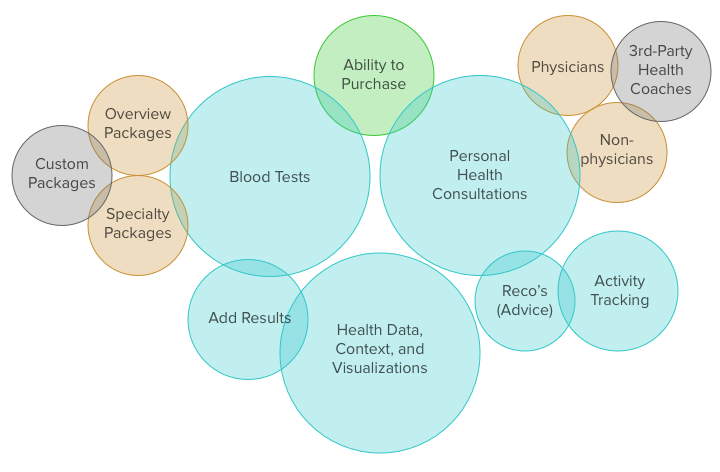 Ability to
Purchase
Physicians
3rd-Party
Health
Coaches
Overview
Packages
Custom
Packages
Specialty
Packages
Blood Tests
Personal
Health
Consultations
Non-
physicians
Add Results
Health Data,
Context, and
Visualizations
Reco's
(Advice)
Activity
Tracking